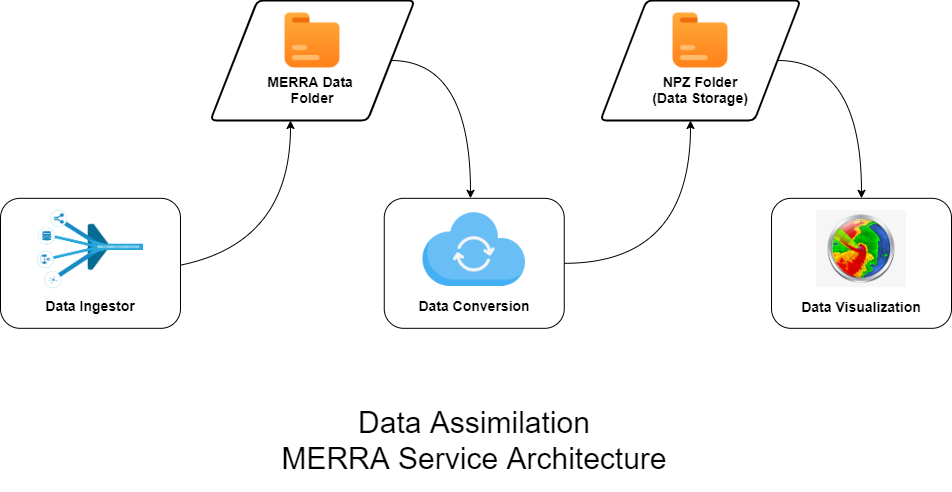 MERRA Data
Folder
NPZ Folder
(Data Storage)
Data Ingestor
Data Conversion
Data Visualization
Data Assimilation
MERRA Service Architecture